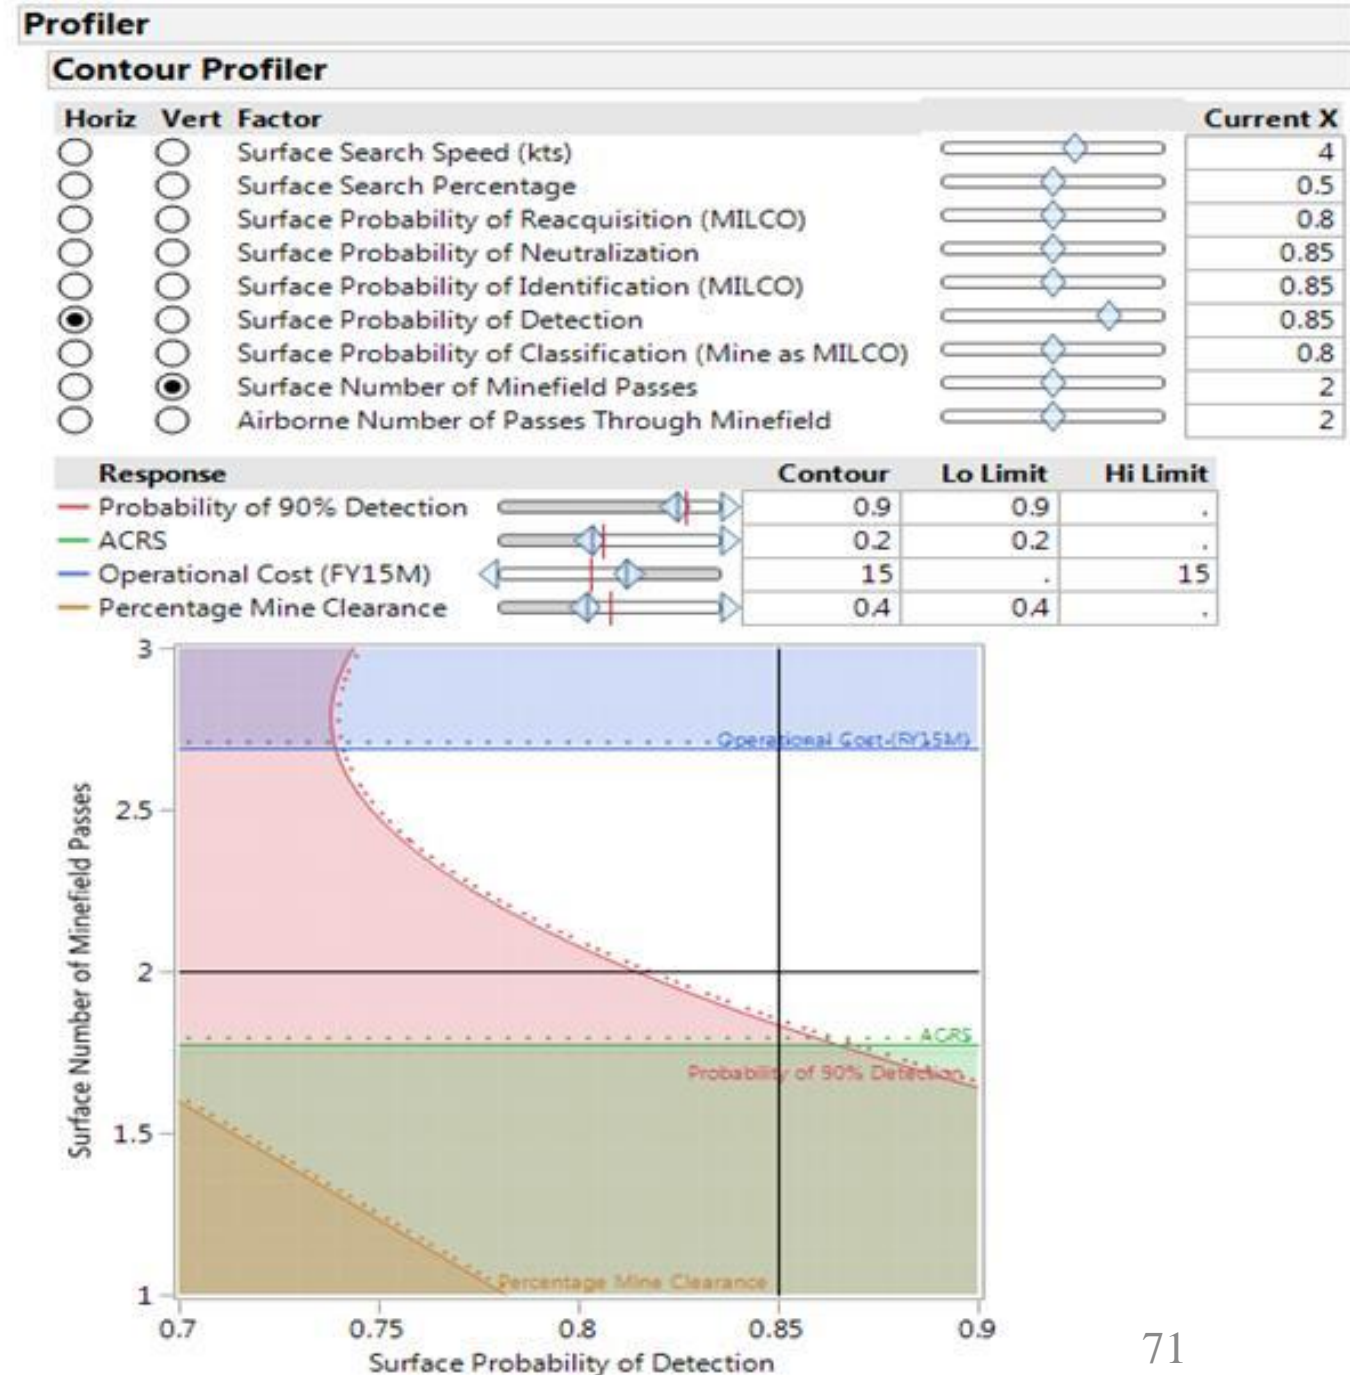 Profiler
Contour Profiler
Horiz Vert Factor Current X
Surface Search Speed (kts) 4
Surface Search Percentage 0.5
Surface Probability of Reacquisition (MILCO) 0.8
Surface Probability of Neutralization 0.85
Surface Probability of Identification (MILCO) 0.85
Surface Probability of Detection 0.85
Surface Probability of Classification (Mine as MILCO) 0.8
Surface Number of Minefield Passes 2
Airborne Number of Passes Through Minefield 2
Response Contour Lo Limit Hi Limit
Probability of 90% Detection 0.9 0.9 .
ACRS 0.2 0.2 .
Operational Cost (FY15M) 15 . 15
Percentage Mine Clearance 0.4 0.4 .
3
Operational Cost (FY15M)
2.5
Surface Number of Minefield Passes
2
ACRS
Probability of 90% Detection
1.5
Percentage Mine Clearance
1
0.7 0.75 0.8 0.85 0.9
Surface Probability of Detection
71